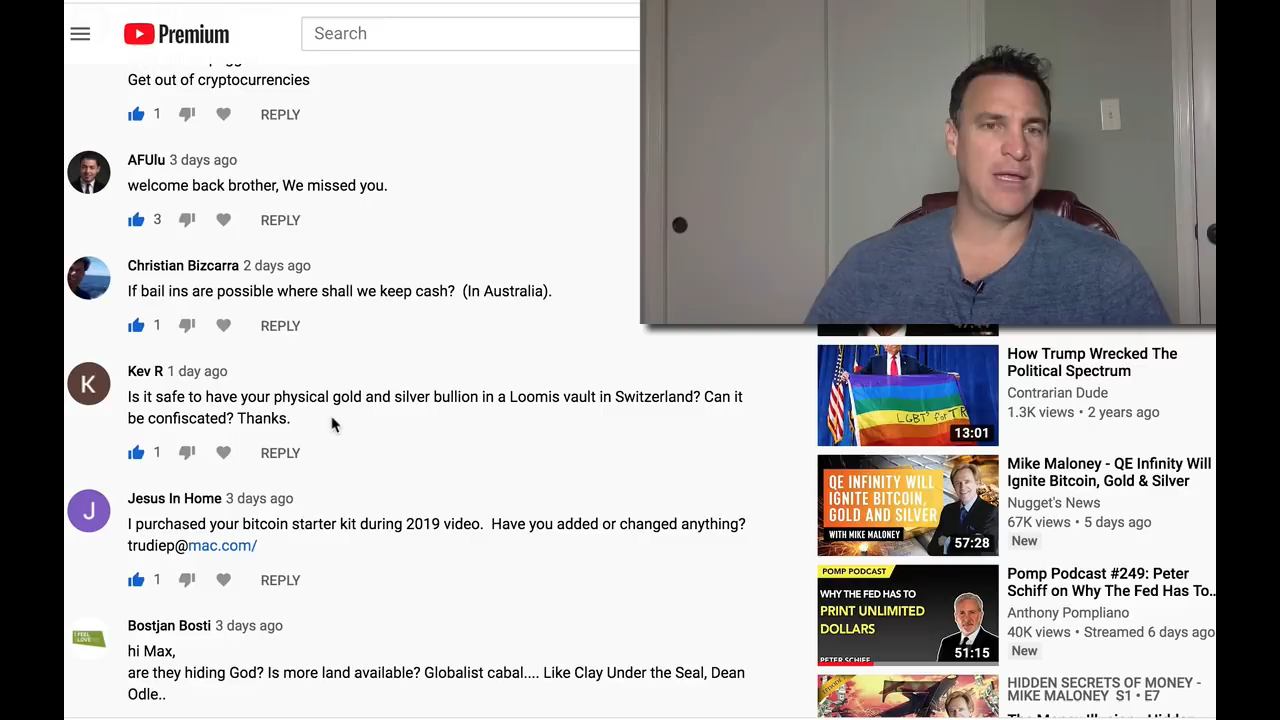 Premium
Search
Get out of cryptocurrencies
1 REPLY
AFUlu 3 days ago
welcome back brother, We missed you.
3 REPLY
Christian Bizcarra 2 days ago
If bail ins are possible where shall we keep cash?  (In Australia).
1 REPLY
K
Kev R 1 day ago
Is it safe to have your physical gold and silver bullion in a Loomis vault in Switzerland? Can it
be confiscated? Thanks.
1 REPLY
J
Jesus In Home 3 days ago
I purchased your bitcoin starter kit during 2019 video.  Have you added or changed anything?
trudiep@mac.com/
1 REPLY
I FEEL
LOVE
Bostjan Bosti 3 days ago
hi Max,
are they hiding God? Is more land available? Globalist cabal.... Like Clay Under the Seal, Dean
Odle..
LGBTs for TR
13:01
How Trump Wrecked The
Political Spectrum
Contrarian Dude
1.3K views • 2 years ago
QE INFINITY WILL
IGNITE BITCOIN,
GOLD AND SILVER
WITH MIKE MALONEY
57:28
Mike Maloney - QE Infinity Will
Ignite Bitcoin, Gold & Silver
Nugget's News
67K views • 5 days ago
New
POMP PODCAST
WHY THE FED HAS TO
PRINT UNLIMITED
DOLLARS
PETER SCHIFF
51:15
Pomp Podcast #249: Peter
Schiff on Why The Fed Has To..
Anthony Pompliano
40K views • Streamed 6 days ago
New
HIDDEN SECRETS OF MONEY -
MIKE MALONEY S1 • E7